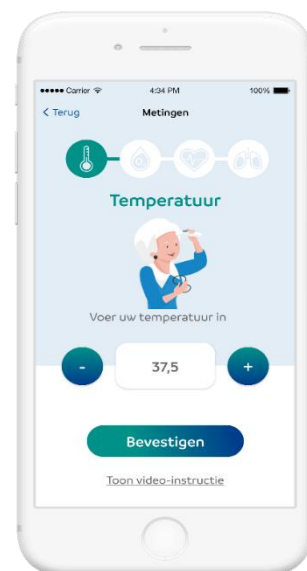 Carrier 4:34 PM 100%
Terug Metingen
Temperatuur
Voer uw temperatuur in
- 37,5 +
Bevestigen
Toon video-instructie